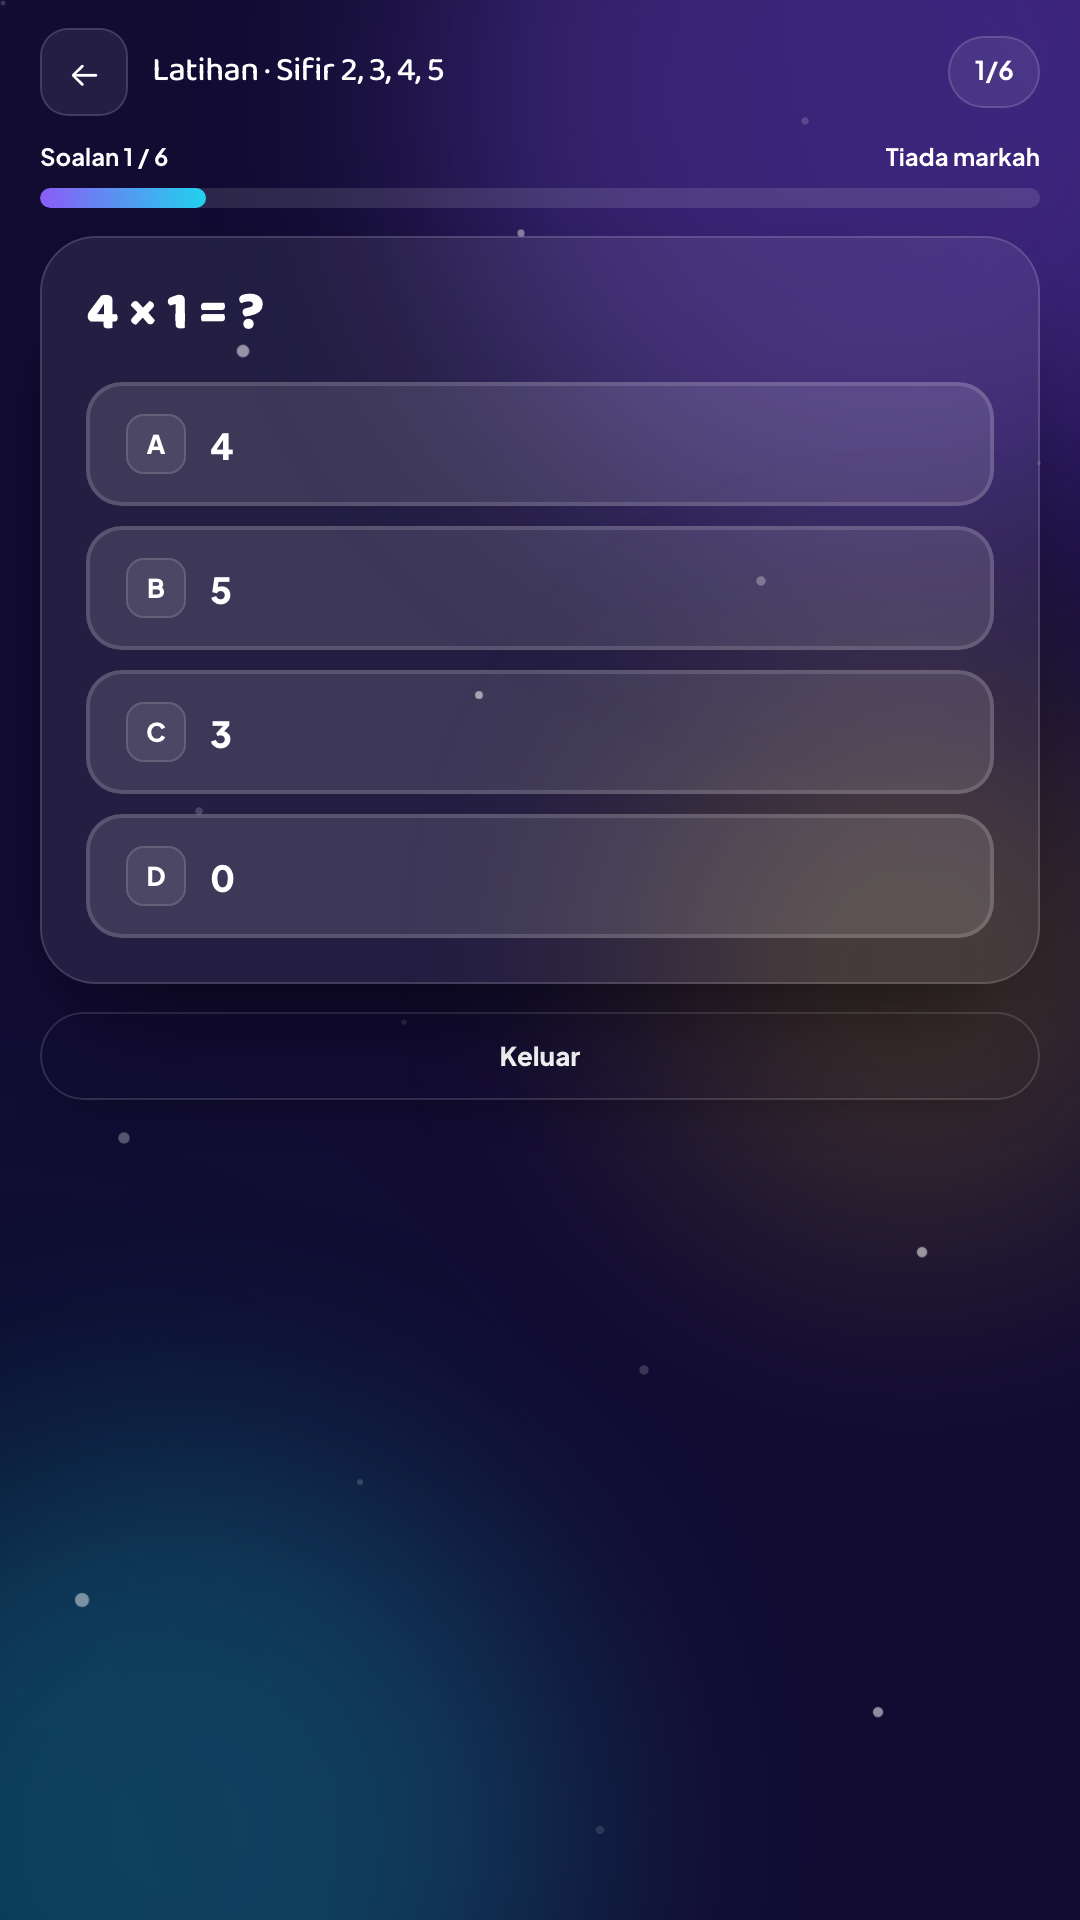 Latihan · Sifir 2, 3, 4, 5
1/6
Soalan 1 / 6
Tiada markah
4 × 1 = ?
A 4
B 5
C 3
D 0
Keluar